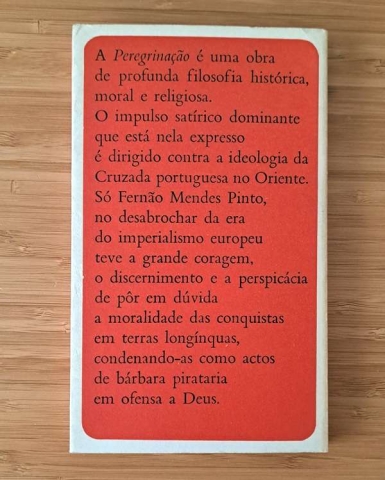 A Peregrinação é uma obra
de profunda filosofia histórica,
moral e religiosa.
O impulso satírico dominante
que está nela expresso
é dirigido contra a ideologia da
Cruzada portuguesa no Oriente.
Só Fernão Mendes Pinto,
no desabrochar da era
do imperialismo europeu
teve a grande coragem,
o discernimento e a perspicácia
de pôr em dúvida
a moralidade das conquistas
em terras longínquas,
condenando-as como actos
de bárbara pirataria
em ofensa a Deus.